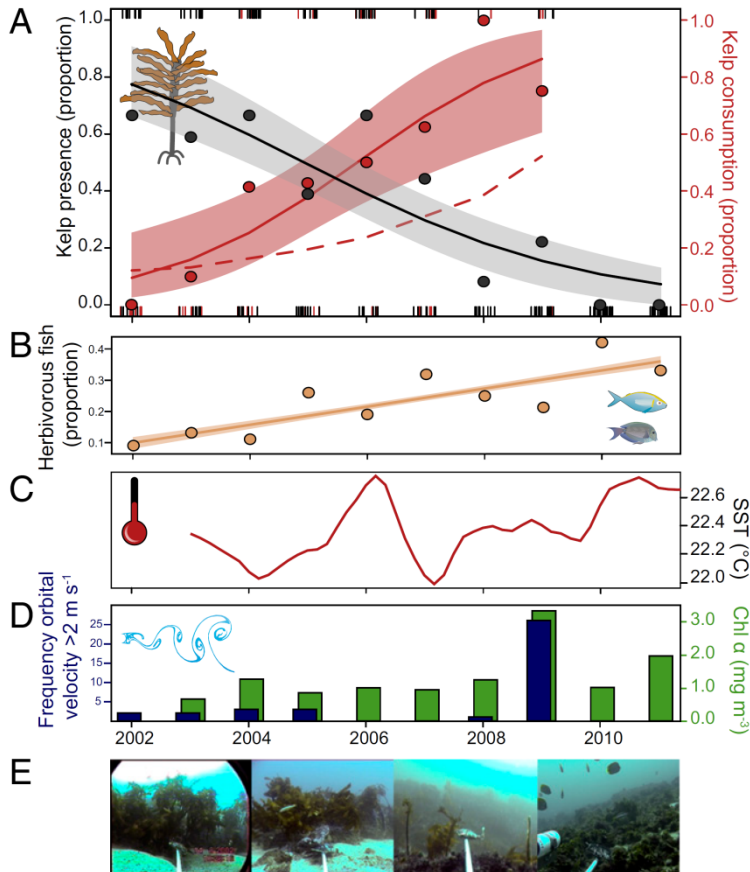 A
Kelp presence (proportion)
1.0
0.8
0.6
0.4
0.2
0.0
Kelp consumption (proportion)
1.0
0.8
0.6
0.4
0.2
0.0
B
Herbivorous fish
(proportion)
0.4
0.3
0.2
0.1
C
SST (°C)
22.6
22.4
22.2
22.0
D
Frequency orbital
velocity >2 m s⁻¹
25
20
15
10
5
Chl α (mg m⁻³)
3.0
2.0
1.0
0.0
2002 2004 2006 2008 2010
E